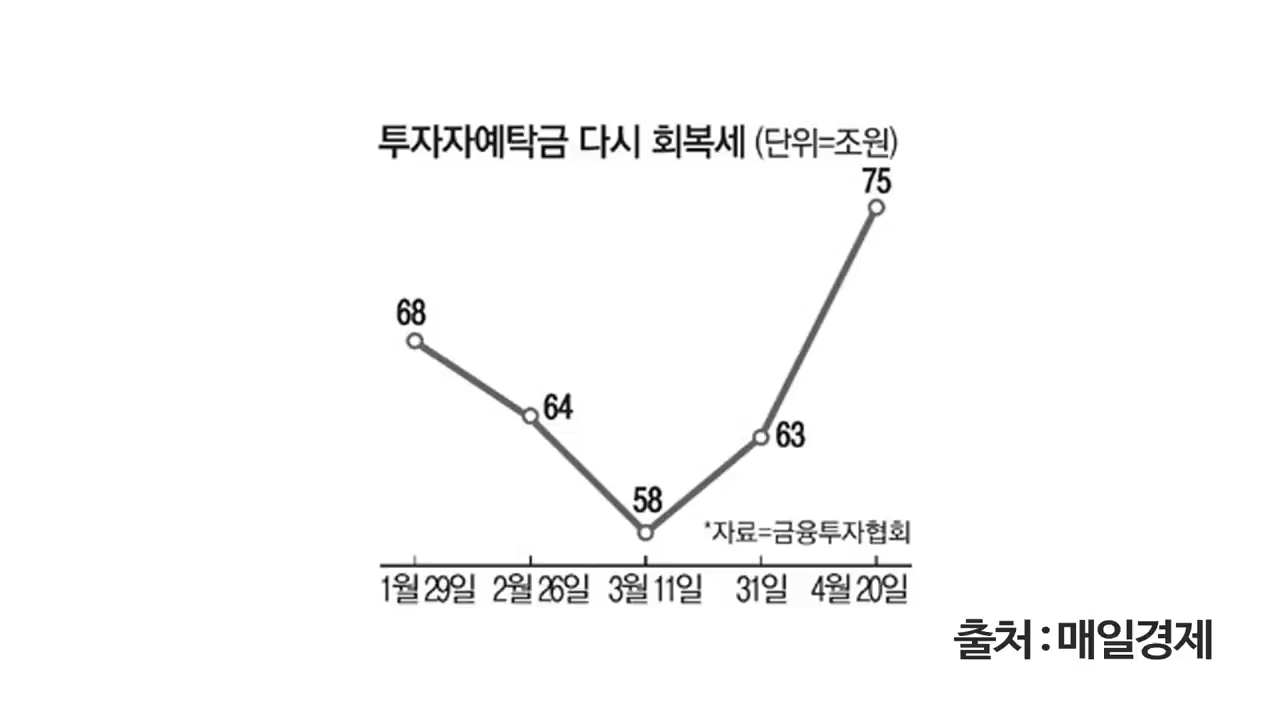 투자자예탁금 다시 회복세 (단위=조원)
75
68
64
63
58
*자료=금융투자협회
1월 29일 2월 26일 3월 11일 31일 4월 20일
출처 : 매일경제